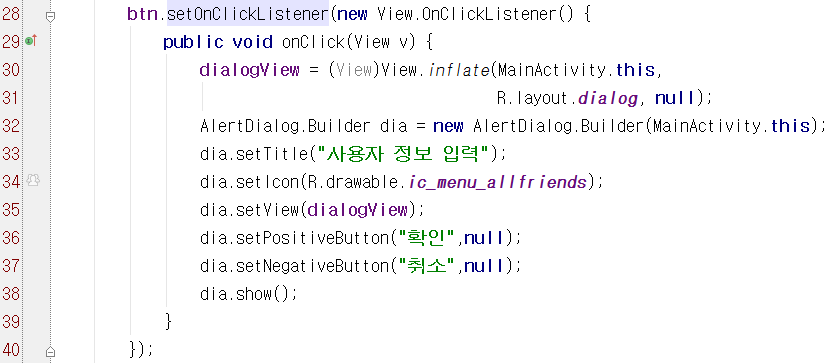 28 btn.setOnClickListener(new View.OnClickListener() {
29 public void onClick(View v) {
30 dialogView = (View)View.inflate(MainActivity.this,
31 R.layout.dialog, null);
32 AlertDialog.Builder dia = new AlertDialog.Builder(MainActivity.this);
33 dia.setTitle("사용자 정보 입력");
34 dia.setIcon(R.drawable.ic_menu_allfriends);
35 dia.setView(dialogView);
36 dia.setPositiveButton("확인",null);
37 dia.setNegativeButton("취소",null);
38 dia.show();
39 }
40 });